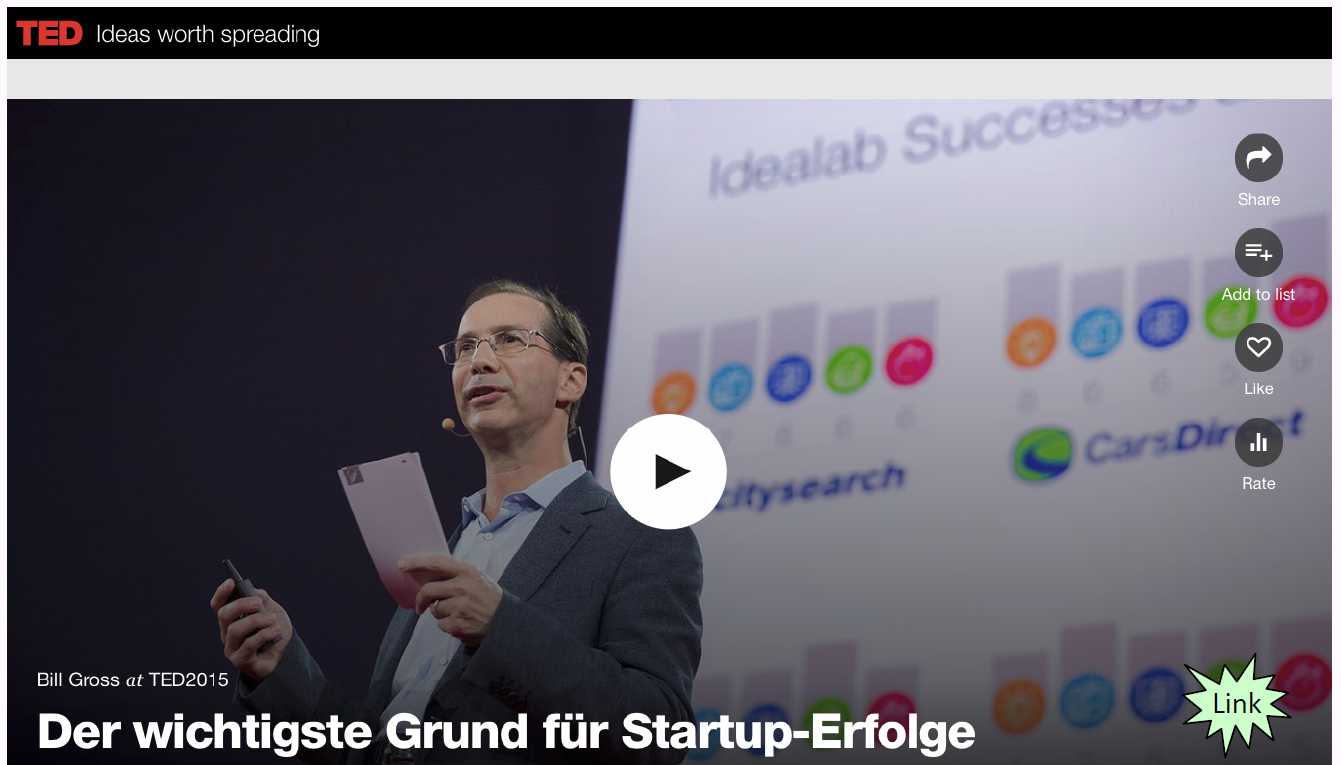 TED Ideas worth spreading
Idealab Successes
Share
Add to list
Like
CarsDirect
Rate
citysearch
Bill Gross at TED2015
Der wichtigste Grund für Startup-Erfolge
Link